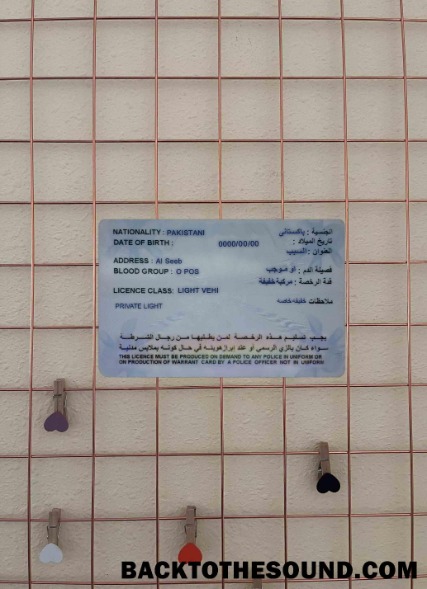 NATIONALITY : PAKISTANI
الجنسية : باكستاني
DATE OF BIRTH : 0000/00/00
تاريخ الميلاد :
العنوان : السيب
ADDRESS : Al Seeb
BLOOD GROUP : O POS
فصيلة الدم : أو موجب
فئة الرخصة : مركبة خفيفة
LICENCE CLASS: LIGHT VEHI
ملاحظات خفيفه خصه
PRIVATE LIGHT
يجب تسليم هذه الرخصة لمن يطلبها من رجال الشرطة
سواء كان بالزي الرسمي او عند إبراز هويته في حال كونه بملابس مدنية
THIS LICENCE MUST BE PRODUCED ON DEMAND TO ANY POLICE IN UNIFORM OR
ON PRODUCTION OF WARRANT CARD BY A POLICE OFFICER NOT IN UNIFORM
BACKTOTHESOUND.COM